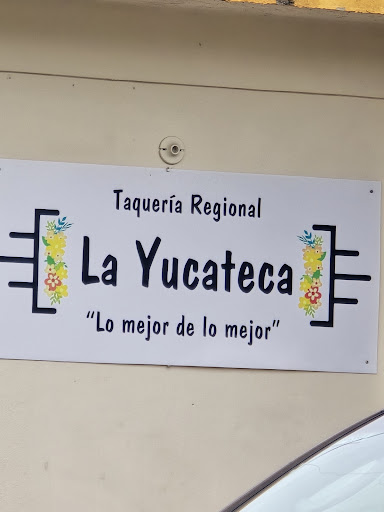 Taquería Regional
La Yucateca
“Lo mejor de lo mejor”